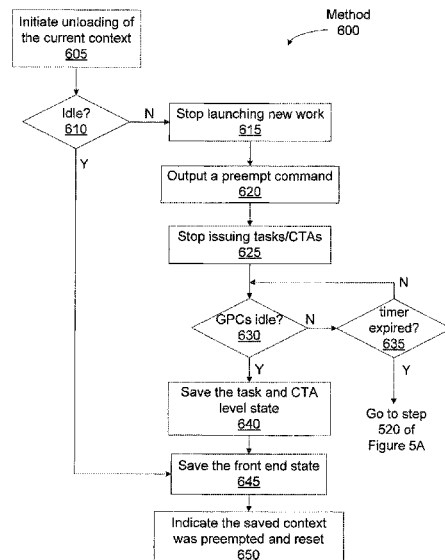 Method
600
Initiate unloading of
the current context
605
Idle?
610
N
Y
Stop launching new work
615
Output a preempt command
620
Stop issuing tasks/CTAs
625
N
GPCs idle?
630
N
timer
expired?
635
Y
Y
Go to step
520 of
Figure 5A
Save the task and CTA
level state
640
Save the front end state
645
Indicate the saved context
was preempted and reset
650